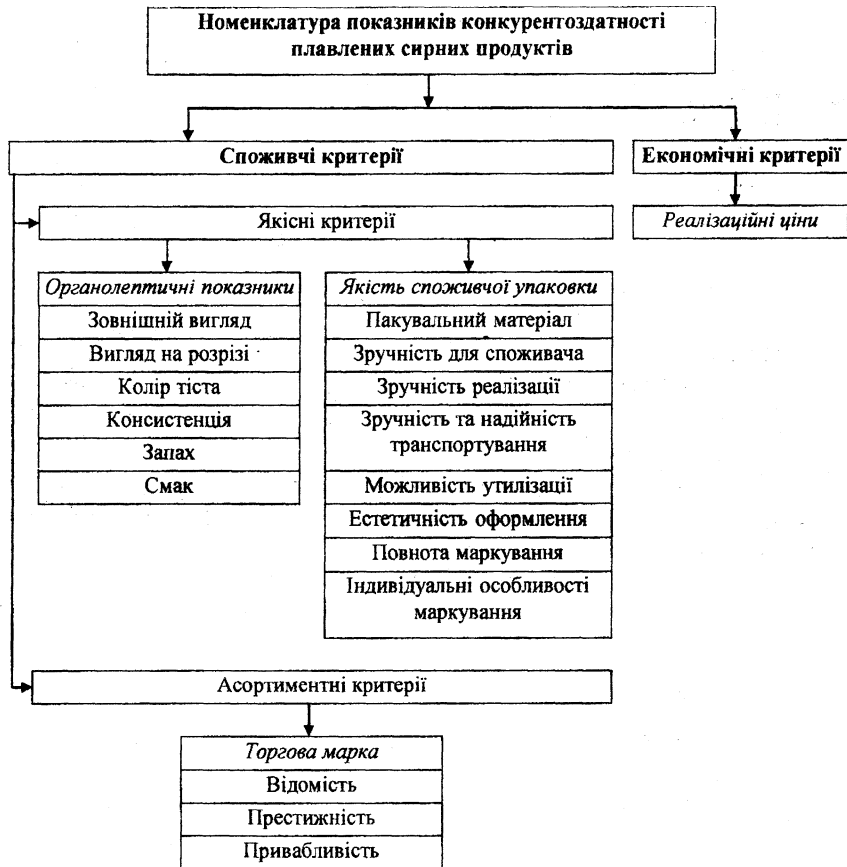 Номенклатура показників конкурентоздатності
плавлених сирних продуктів
Споживчі критерії
Економічні критерії
Якісні критерії
Реалізаційні ціни
Органолептичні показники
Зовнішній вигляд
Вигляд на розрізі
Колір тіста
Консистенція
Запах
Смак
Якість споживчої упаковки
Пакувальний матеріал
Зручність для споживача
Зручність реалізації
Зручність та надійність
транспортування
Можливість утилізації
Естетичність оформлення
Повнота маркування
Індивідуальні особливості
маркування
Асортиментні критерії
Торгова марка
Відомість
Престижність
Привабливість